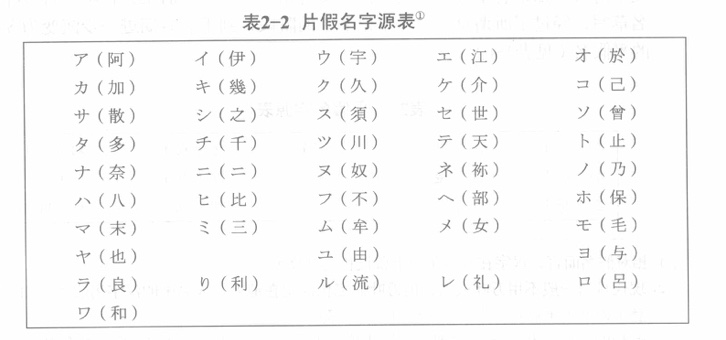 表2–2 片假名字源表①
ア（阿） イ（伊） ウ（宇） エ（江） オ（於）
カ（加） キ（幾） ク（久） ケ（介） コ（己）
サ（散） シ（之） ス（須） セ（世） ソ（曾）
タ（多） チ（千） ツ（川） テ（天） ト（止）
ナ（奈） ニ（二） ヌ（奴） ネ（祢） ノ（乃）
ハ（八） ヒ（比） フ（不） ヘ（部） ホ（保）
マ（末） ミ（三） ム（牟） メ（女） モ（毛）
ヤ（也） ユ（由） ヨ（与）
ラ（良） り（利） ル（流） レ（礼） ロ（呂）
ワ（和）